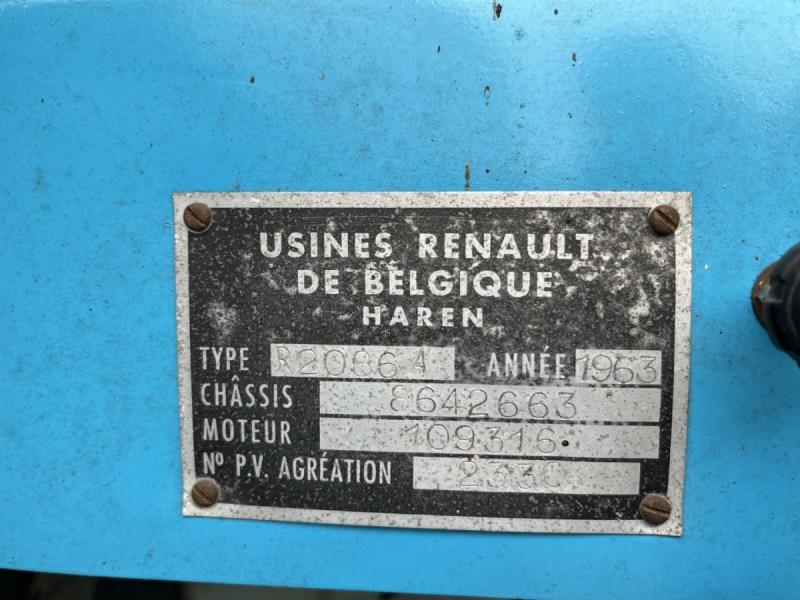 USINES RENAULT
DE BELGIQUE
HAREN
TYPE R2086 4 ANNÉE 1963
CHÂSSIS 8642663
MOTEUR 109316
Nº P.V. AGRÉATION 2330